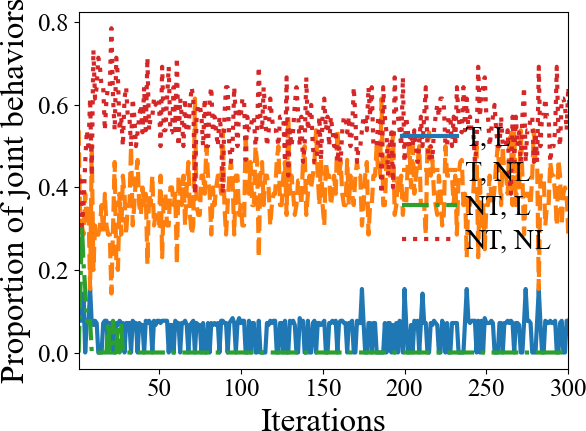 Proportion of joint behaviors
0.8
0.6
0.4
0.2
0.0
T, L
T, NL
NT, L
NT, NL
50
100
150
200
250
300
Iterations